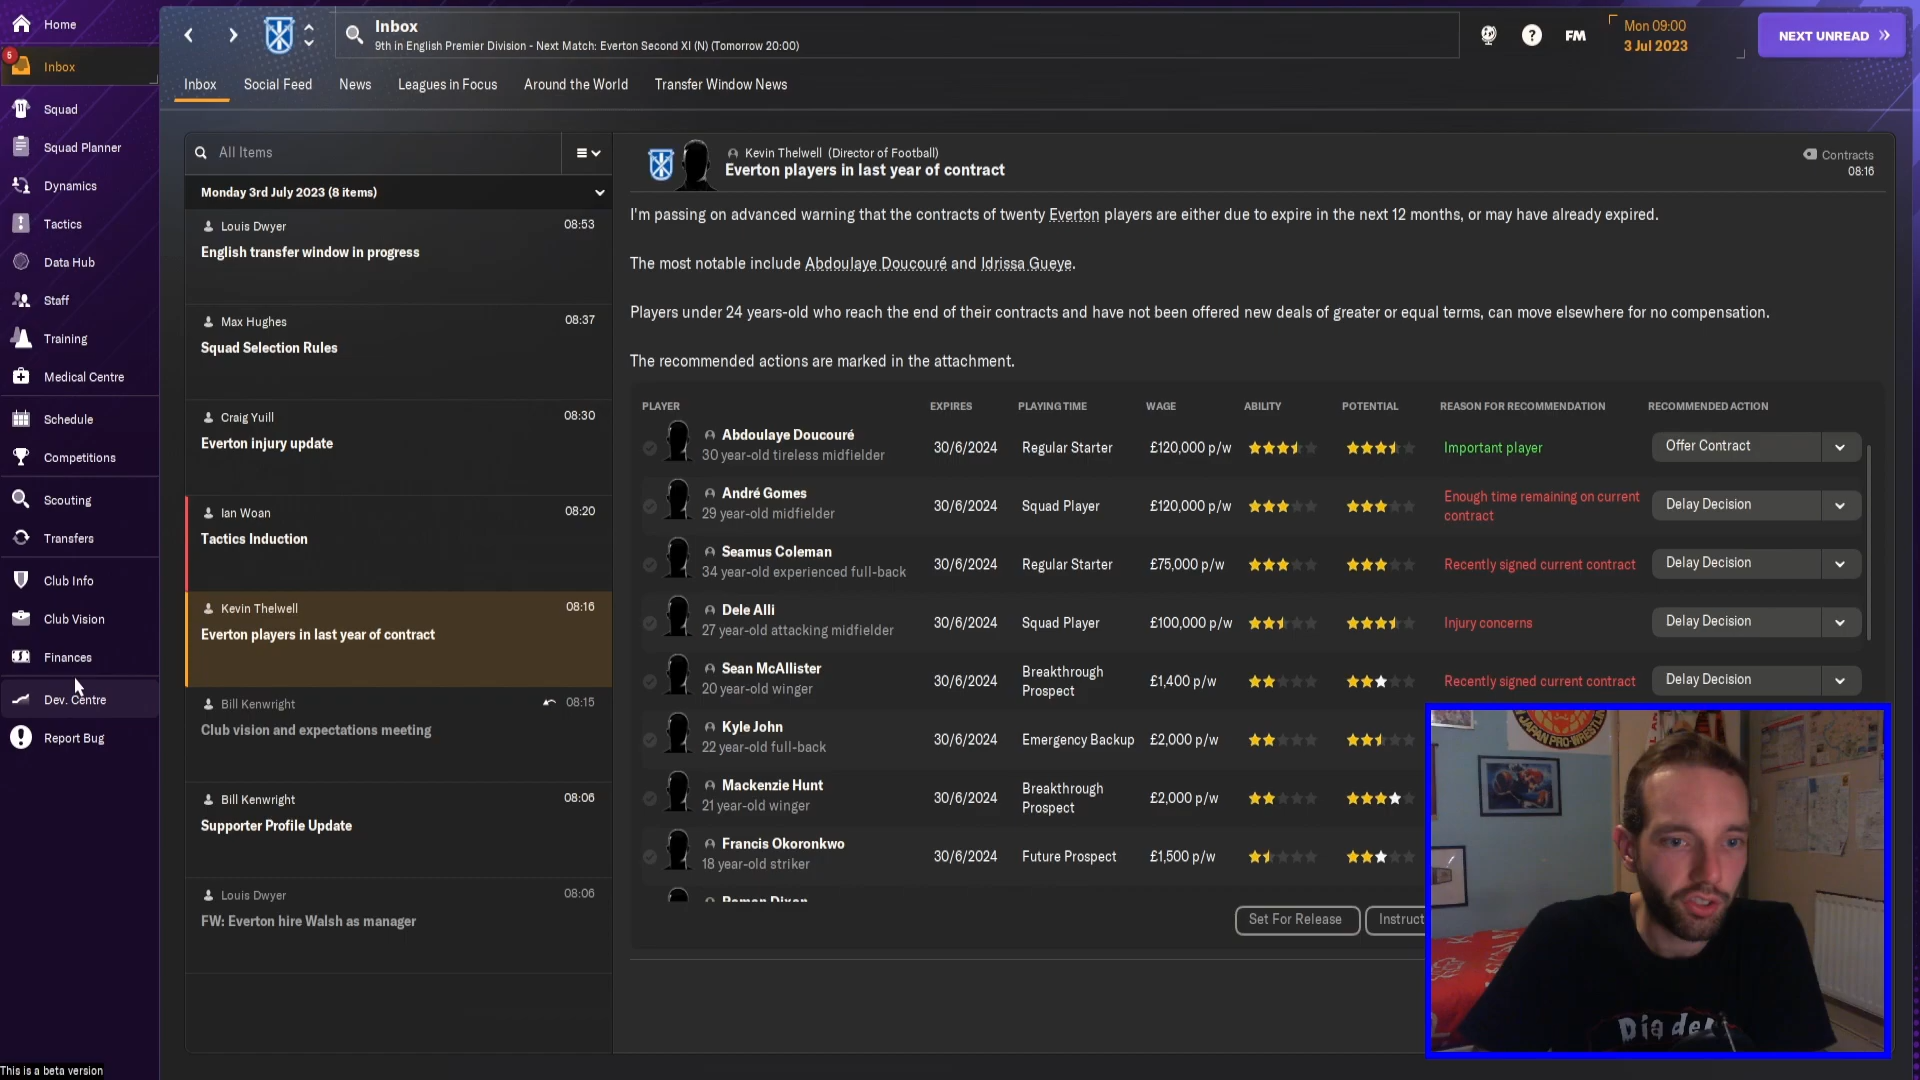 Home
5
Inbox
Squad
Squad Planner
Dynamics
Tactics
Data Hub
Staff
Training
Medical Centre
Schedule
Competitions
Scouting
Transfers
Club Info
Club Vision
Finances
Dev. Centre
Report Bug
This is a beta version
Inbox
9th in English Premier Division - Next Match: Everton Second XI (N) (Tomorrow 20:00)
FM
Mon 09:00
3 Jul 2023
NEXT UNREAD
Inbox Social Feed News Leagues in Focus Around the World Transfer Window News
All Items
Monday 3rd July 2023 (8 items)
Louis Dwyer 08:53
English transfer window in progress
Max Hughes 08:37
Squad Selection Rules
Craig Yuill 08:30
Everton injury update
Ian Woan 08:20
Tactics Induction
Kevin Thelwell 08:16
Everton players in last year of contract
Bill Kenwright 08:15
Club vision and expectations meeting
Bill Kenwright 08:06
Supporter Profile Update
Louis Dwyer 08:06
FW: Everton hire Walsh as manager
Kevin Thelwell (Director of Football)
Everton players in last year of contract
Contracts
08:16
I'm passing on advanced warning that the contracts of twenty Everton players are either due to expire in the next 12 months, or may have already expired.
The most notable include Abdoulaye Doucouré and Idrissa Gueye.
Players under 24 years-old who reach the end of their contracts and have not been offered new deals of greater or equal terms, can move elsewhere for no compensation.
The recommended actions are marked in the attachment.
PLAYER EXPIRES PLAYING TIME WAGE ABILITY POTENTIAL REASON FOR RECOMMENDATION RECOMMENDED ACTION
Abdoulaye Doucouré
30 year-old tireless midfielder
30/6/2024 Regular Starter £120,000 p/w Important player Offer Contract
André Gomes
29 year-old midfielder
30/6/2024 Squad Player £120,000 p/w Enough time remaining on current
contract
Delay Decision
Seamus Coleman
34 year-old experienced full-back
30/6/2024 Regular Starter £75,000 p/w Recently signed current contract Delay Decision
Dele Alli
27 year-old attacking midfielder
30/6/2024 Squad Player £100,000 p/w Injury concerns Delay Decision
Sean McAllister
20 year-old winger
30/6/2024 Breakthrough
Prospect
£1,400 p/w Recently signed current contract Delay Decision
Kyle John
22 year-old full-back
30/6/2024 Emergency Backup £2,000 p/w
Mackenzie Hunt
21 year-old winger
30/6/2024 Breakthrough
Prospect
£2,000 p/w
Francis Okoronkwo
18 year-old striker
30/6/2024 Future Prospect £1,500 p/w
Set For Release Instruct
JAPAN PRO-WRESTLING
Dia de